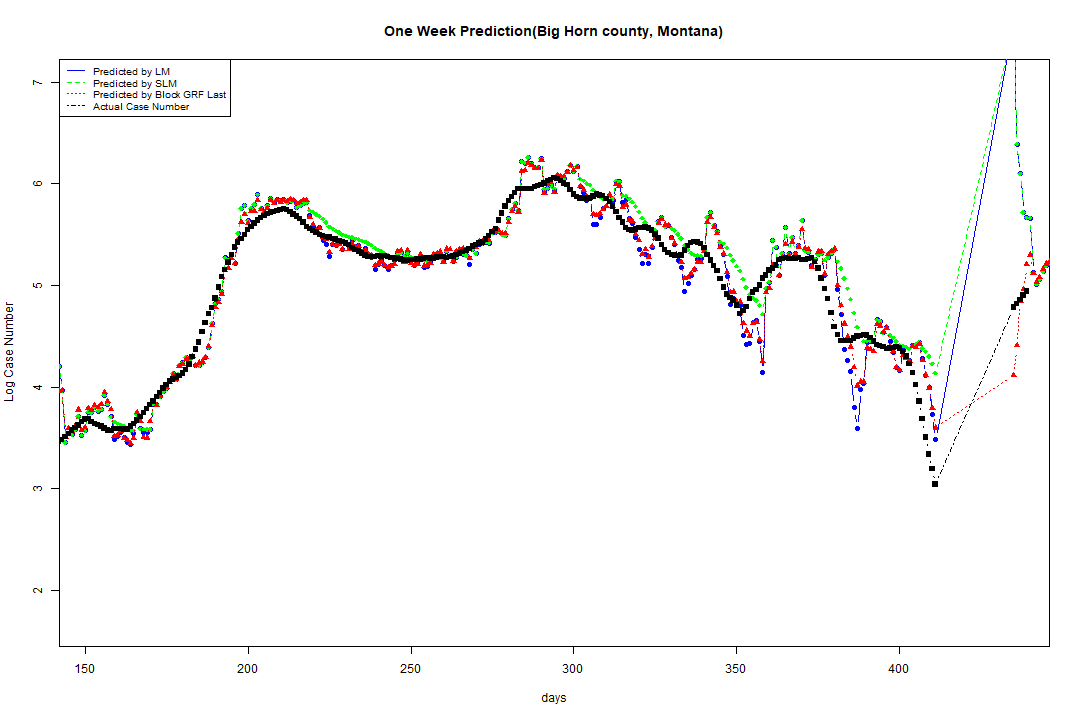 One Week Prediction(Big Horn county, Montana)
Predicted by LM
Predicted by SLM
Predicted by Block GRF Last
Actual Case Number
7
6
5
4
3
2
Log Case Number
150 200 250 300 350 400
days